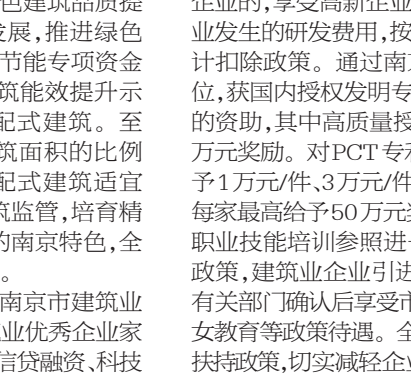 色建筑品质提
发展,推进绿色
节能专项资金
筑能效提升示
配式建筑。至
筑面积的比例
配式建筑适宜
筑监管,培育精
的南京特色,全
。
南京市建筑业
业优秀企业家
信贷融资、科技
企业的,享受高新企业
业发生的研发费用,按
计扣除政策。通过南京
位,获国内授权发明专
的资助,其中高质量授
万元奖励。对PCT专利
予1万元/件、3万元/件
每家最高给予50万元奖
职业技能培训参照进一
政策,建筑业企业引进
有关部门确认后享受市
女教育等政策待遇。全
扶持政策,切实减轻企业